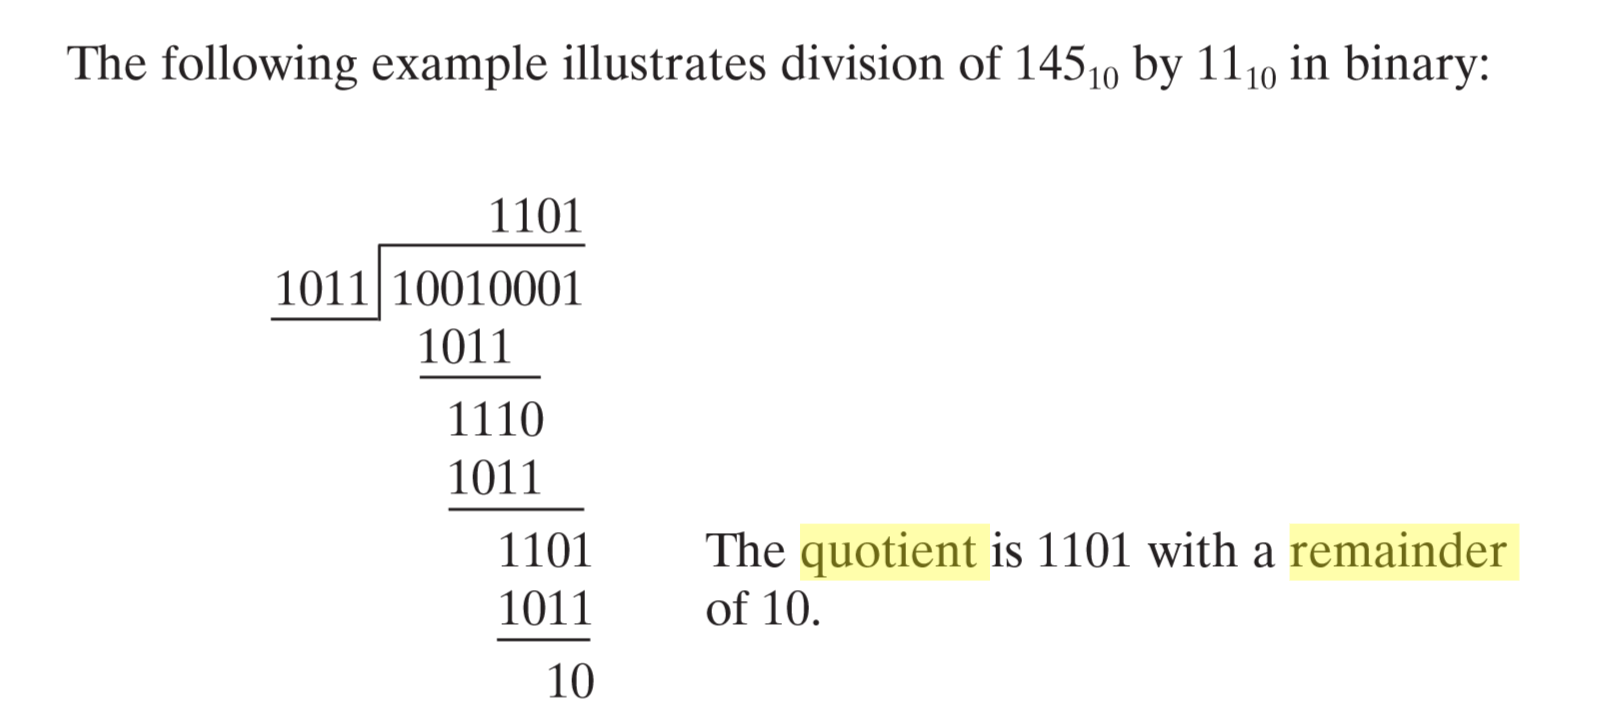 The following example illustrates division of 145₁₀ by 11₁₀ in binary:
1101
1011 10010001
1011
1110
1011
1101
1011
10
The quotient is 1101 with a remainder
of 10.